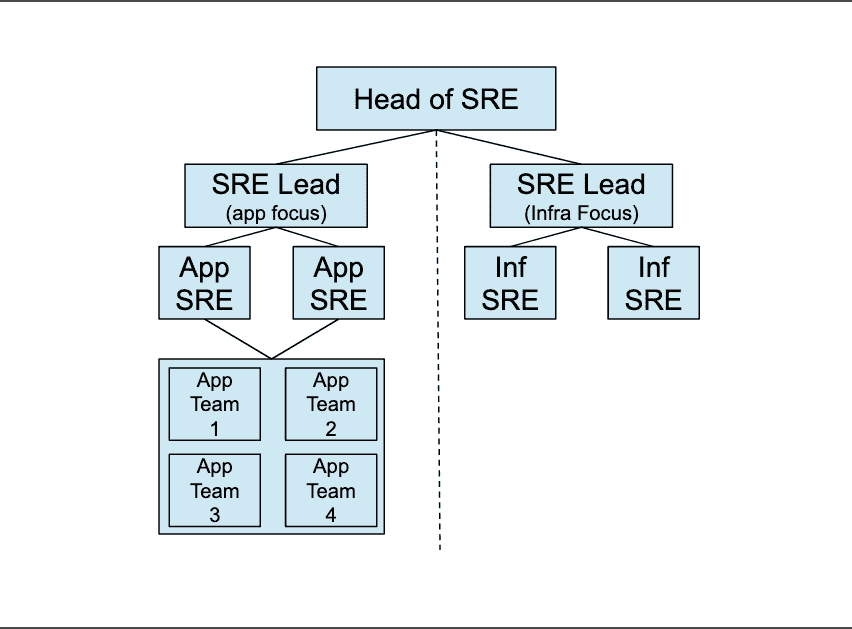 Head of SRE
SRE Lead
(app focus)
SRE Lead
(Infra Focus)
App
SRE
App
SRE
Inf
SRE
Inf
SRE
App
Team
1
App
Team
2
App
Team
3
App
Team
4